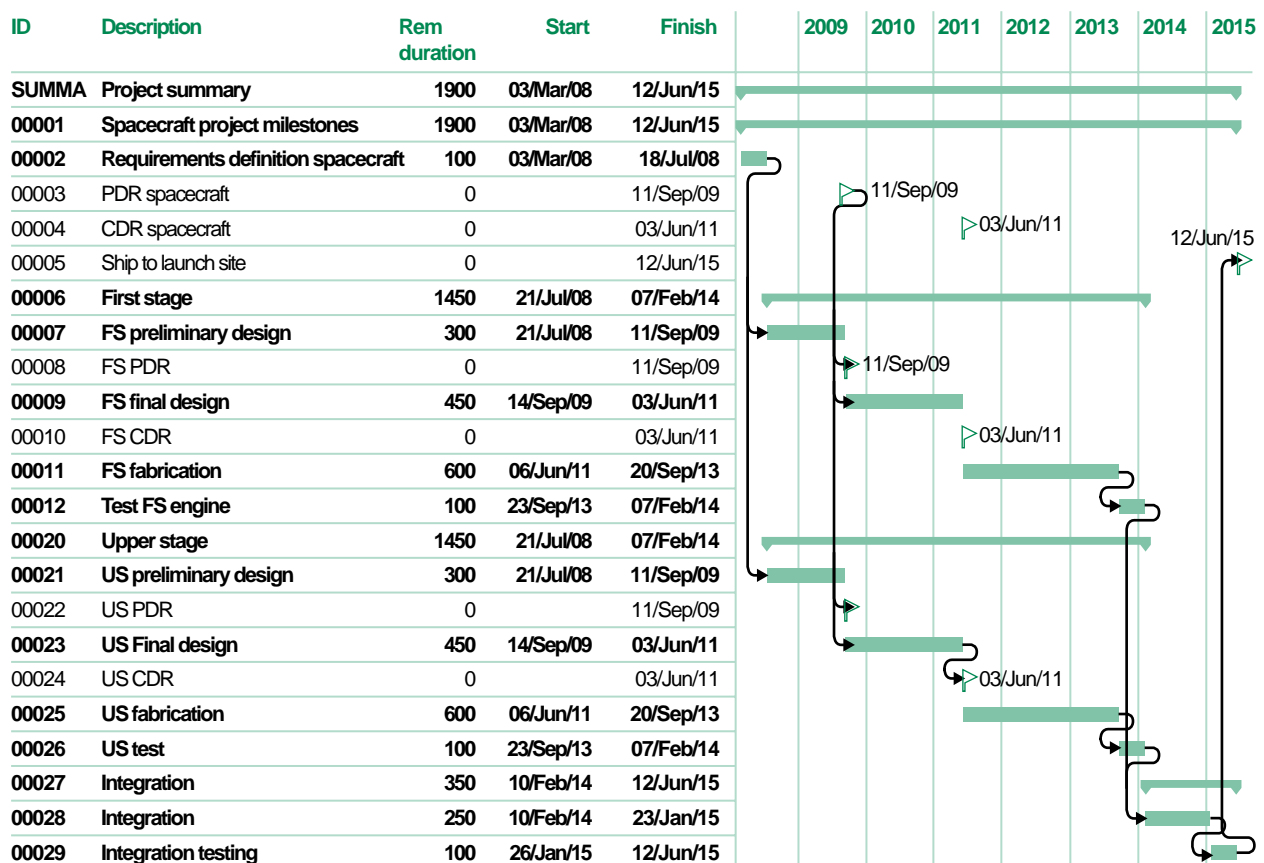 ID Description Rem duration Start Finish 2009 2010 2011 2012 2013 2014 2015
SUMMA Project summary 1900 03/Mar/08 12/Jun/15
00001 Spacecraft project milestones 1900 03/Mar/08 12/Jun/15
00002 Requirements definition spacecraft 100 03/Mar/08 18/Jul/08
00003 PDR spacecraft 0 11/Sep/09 11/Sep/09
00004 CDR spacecraft 0 03/Jun/11 03/Jun/11
00005 Ship to launch site 0 12/Jun/15 12/Jun/15
00006 First stage 1450 21/Jul/08 07/Feb/14
00007 FS preliminary design 300 21/Jul/08 11/Sep/09
00008 FS PDR 0 11/Sep/09 11/Sep/09
00009 FS final design 450 14/Sep/09 03/Jun/11
00010 FS CDR 0 03/Jun/11 03/Jun/11
00011 FS fabrication 600 06/Jun/11 20/Sep/13
00012 Test FS engine 100 23/Sep/13 07/Feb/14
00020 Upper stage 1450 21/Jul/08 07/Feb/14
00021 US preliminary design 300 21/Jul/08 11/Sep/09
00022 US PDR 0 11/Sep/09
00023 US Final design 450 14/Sep/09 03/Jun/11
00024 US CDR 0 03/Jun/11 03/Jun/11
00025 US fabrication 600 06/Jun/11 20/Sep/13
00026 US test 100 23/Sep/13 07/Feb/14
00027 Integration 350 10/Feb/14 12/Jun/15
00028 Integration 250 10/Feb/14 23/Jan/15
00029 Integration testing 100 26/Jan/15 12/Jun/15